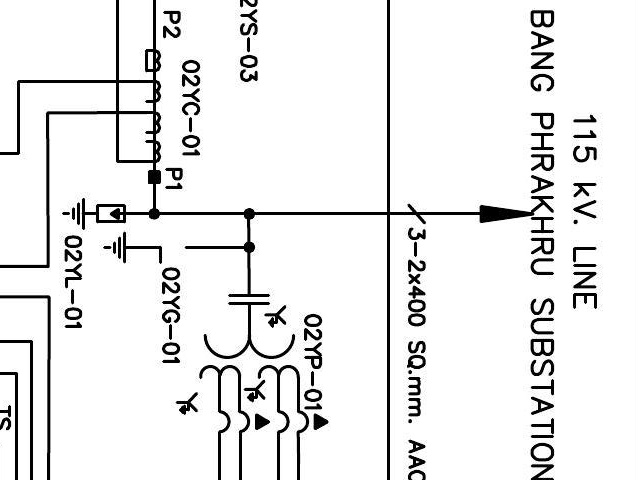 115 kV. LINE
BANG PHRAKHRU SUBSTATION
3-2x400 SQ.mm. AAC
02YP-01
02YS-03
02YC-01
P2
P1
02YG-01
02YL-01
TS